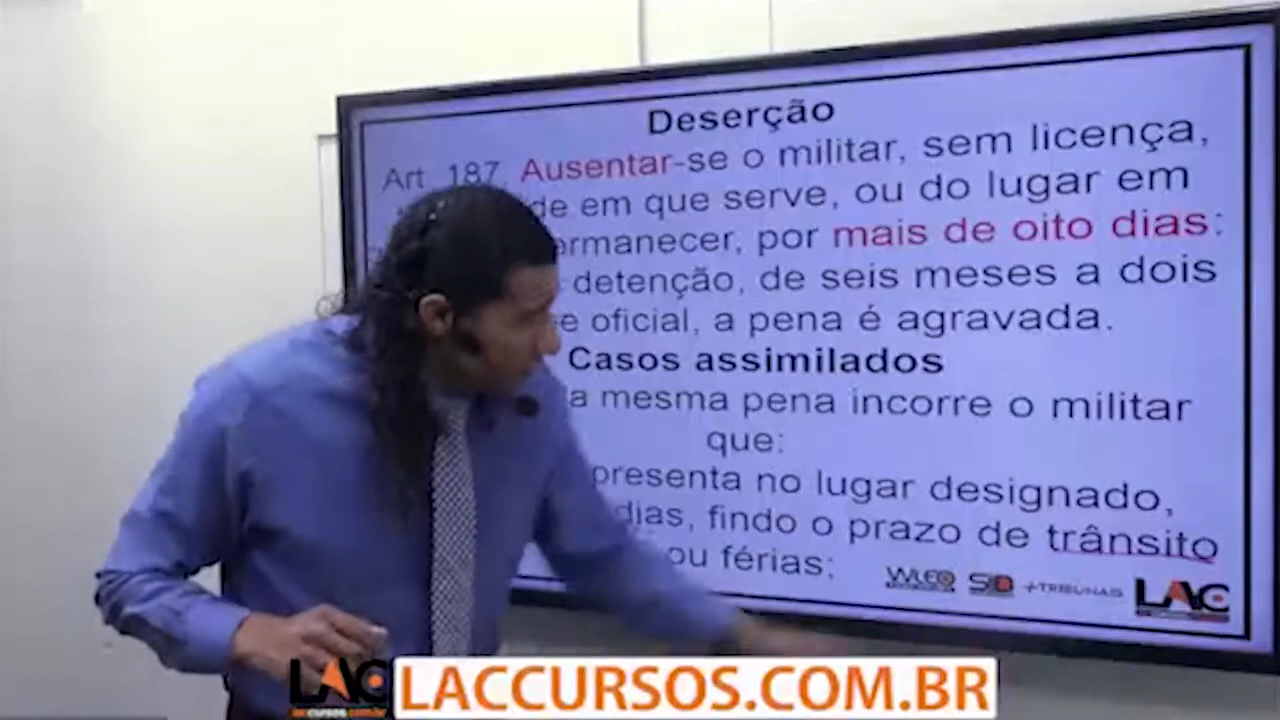 Deserção
Art. 187. Ausentar-se o militar, sem licença,
de em que serve, ou do lugar em
ermanecer, por mais de oito dias:
detenção, de seis meses a dois
e oficial, a pena é agravada.
Casos assimilados
a mesma pena incorre o militar
que:
presenta no lugar designado,
dias, findo o prazo de trânsito
ou férias;
+TRIBUNAIS LAC
LAC LACCURSOS.COM.BR